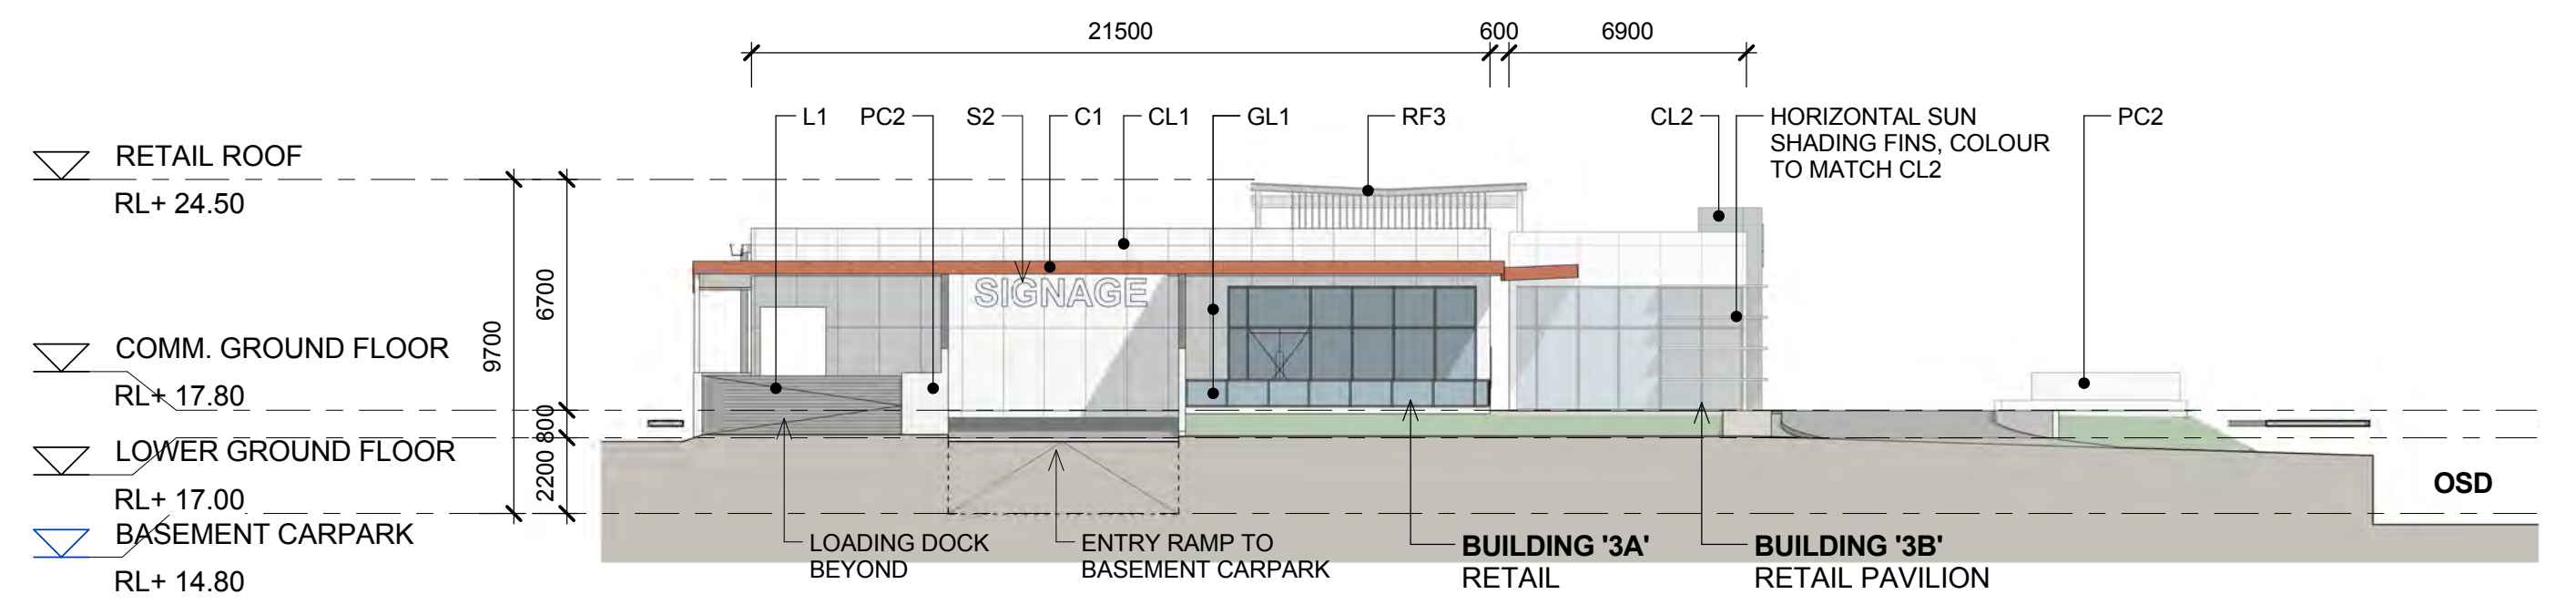 21500
600
6900
L1
PC2
S2
C1
CL1
GL1
RF3
CL2
HORIZONTAL SUN
SHADING FINS, COLOUR
TO MATCH CL2
PC2
RETAIL ROOF
RL+ 24.50
COMM. GROUND FLOOR
RL+ 17.80
LOWER GROUND FLOOR
RL+ 17.00
BASEMENT CARPARK
RL+ 14.80
9700
6700
800
2200
SIGNAGE
OSD
LOADING DOCK
BEYOND
ENTRY RAMP TO
BASEMENT CARPARK
BUILDING '3A'
RETAIL
BUILDING '3B'
RETAIL PAVILION